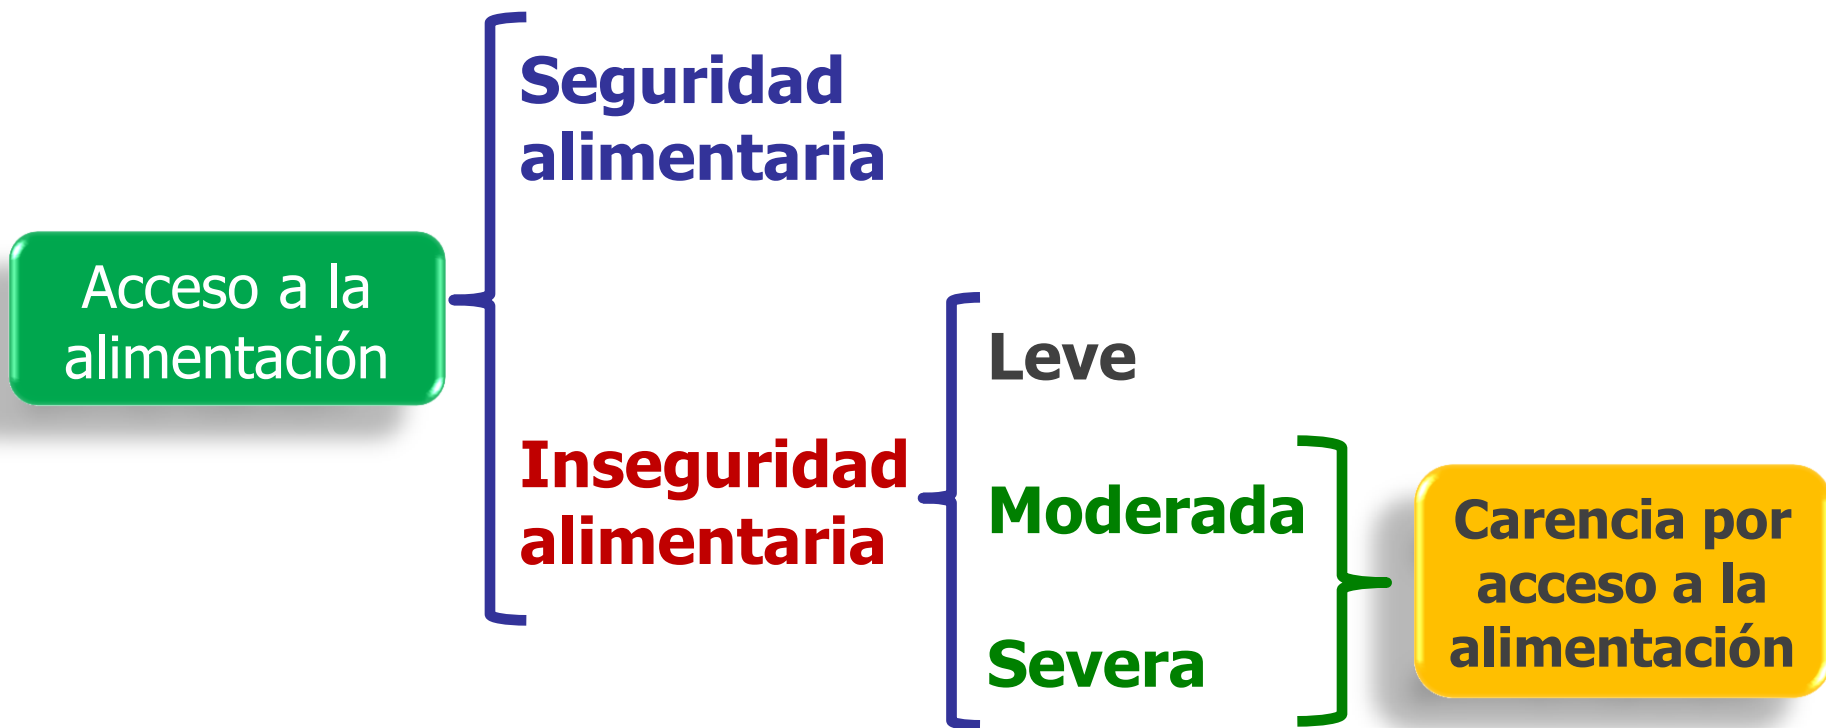 Seguridad
alimentaria
Acceso a la
alimentación
Inseguridad
alimentaria
Leve
Moderada
Severa
Carencia por
acceso a la
alimentación